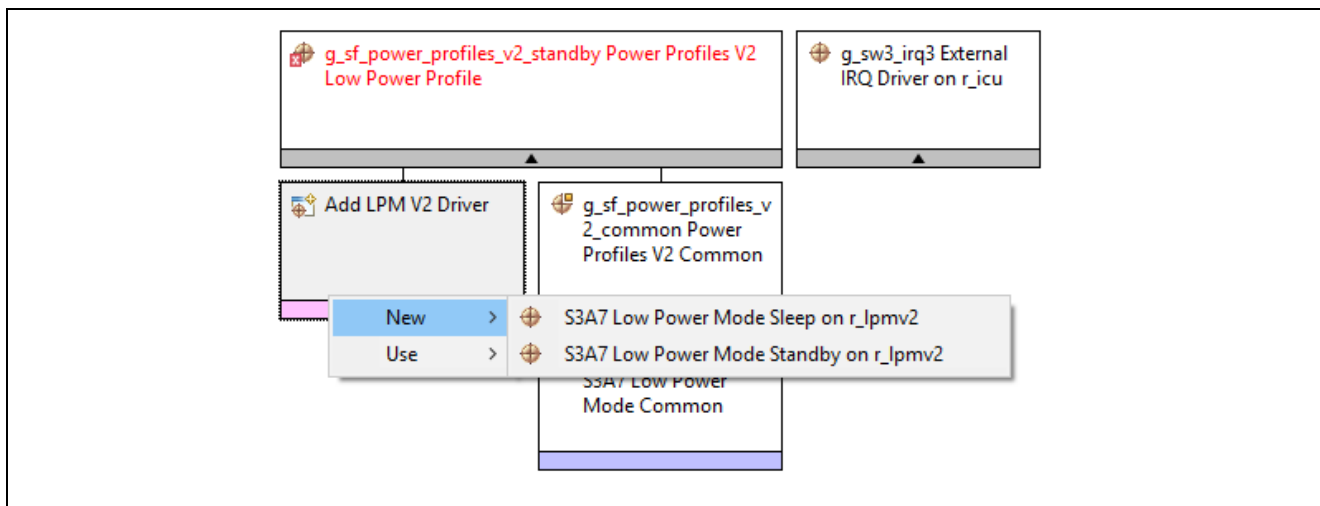 g_sf_power_profiles_v2_standby Power Profiles V2
Low Power Profile
g_sw3_irq3 External
IRQ Driver on r_icu
Add LPM V2 Driver
g_sf_power_profiles_v
2_common Power
Profiles V2 Common
New
Use
S3A7 Low Power Mode Sleep on r_lpmv2
S3A7 Low Power Mode Standby on r_lpmv2
S3A7 Low Power
Mode Common